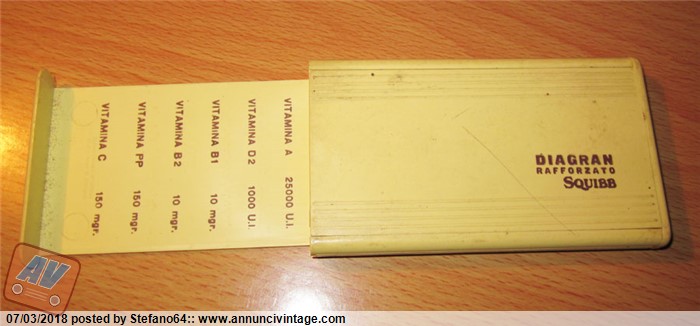 VITAMINA A 25000 U.I.
VITAMINA D2 1000 U.I.
VITAMINA B1 10 mgr.
VITAMINA B2 10 mgr.
VITAMINA PP 150 mgr.
VITAMINA C 150 mgr.
DIAGRAN
RAFFORZATO
SQUIBB
AV
07/03/2018 posted by Stefano64:: www.annuncivintage.com